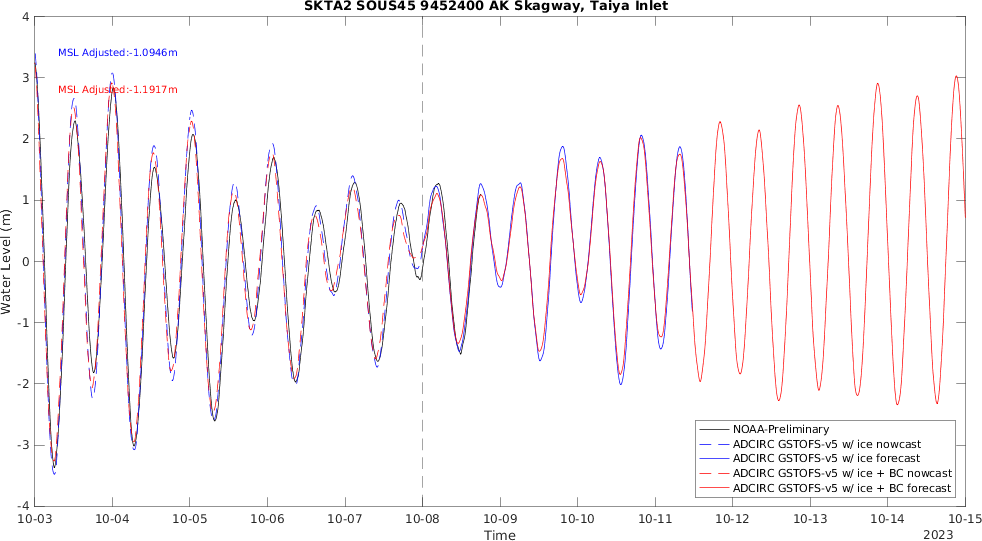 SKTA2 SOUS45 9452400 AK Skagway, Taiya Inlet
4
MSL Adjusted:-1.0946m
3
MSL Adjusted:-1.1917m
2
1
Water Level (m)
0
-1
-2
-3
-4
NOAA-Preliminary
ADCIRC GSTOFS-v5 w/ ice nowcast
ADCIRC GSTOFS-v5 w/ ice forecast
ADCIRC GSTOFS-v5 w/ ice + BC nowcast
ADCIRC GSTOFS-v5 w/ ice + BC forecast
10-03 10-04 10-05 10-06 10-07 10-08 10-09 10-10 10-11 10-12 10-13 10-14 10-15
Time
2023